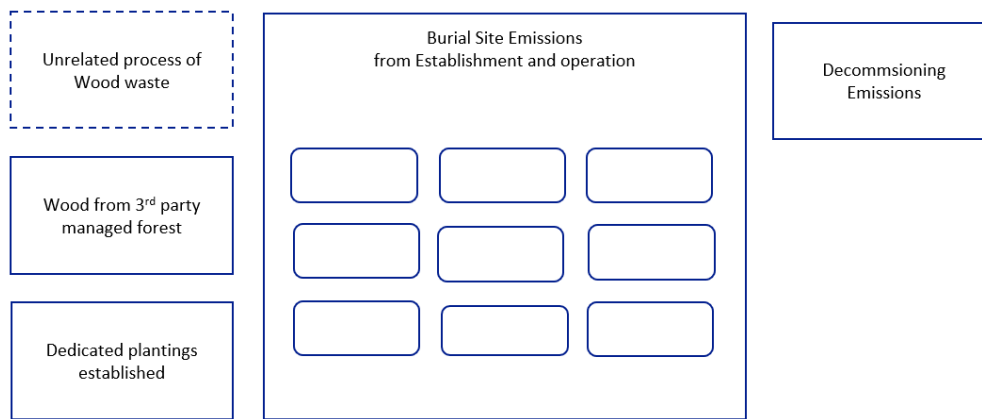 Unrelated process of
Wood waste
Burial Site Emissions
from Establishment and operation
Decommsioning
Emissions
Wood from 3rd party
managed forest
Dedicated plantings
established